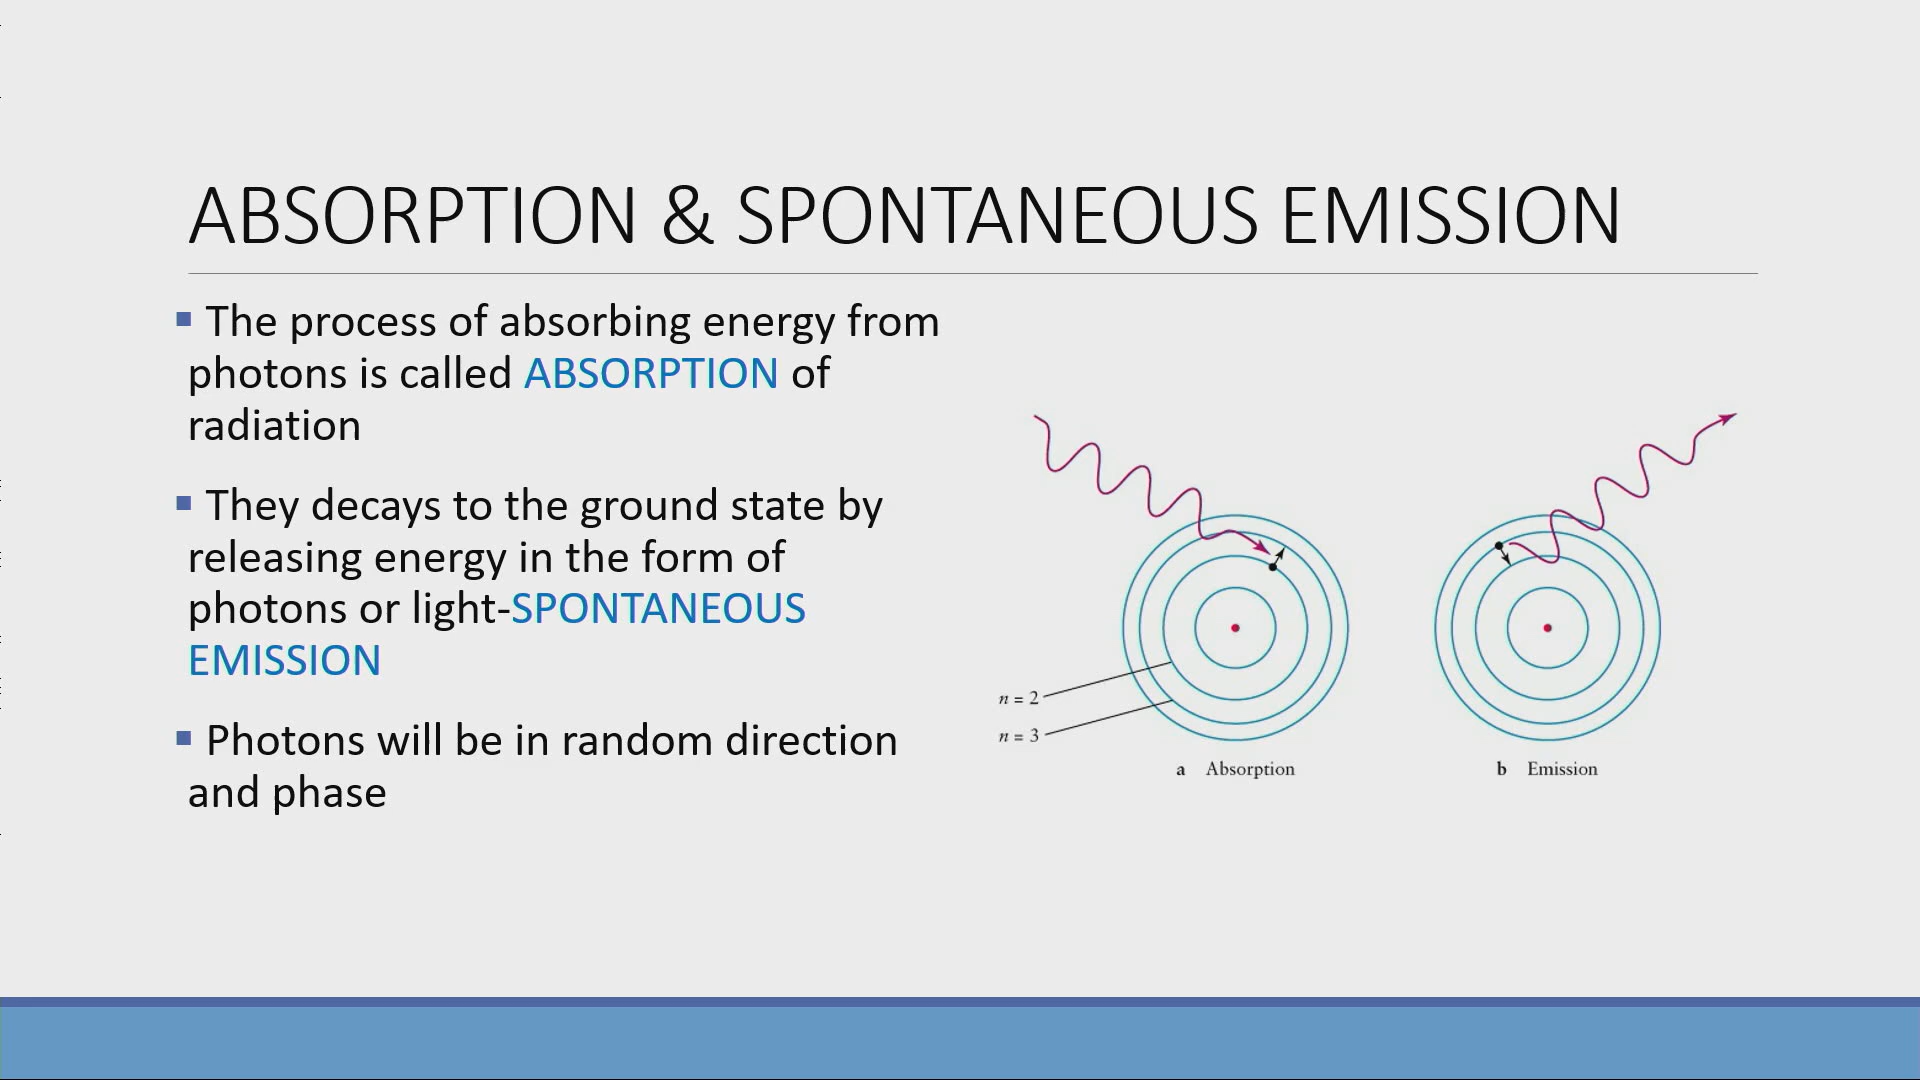 ABSORPTION & SPONTANEOUS EMISSION
▪ The process of absorbing energy from
photons is called ABSORPTION of
radiation
▪ They decays to the ground state by
releasing energy in the form of
photons or light-SPONTANEOUS
EMISSION
▪ Photons will be in random direction
and phase
n = 2
n = 3
a Absorption
b Emission